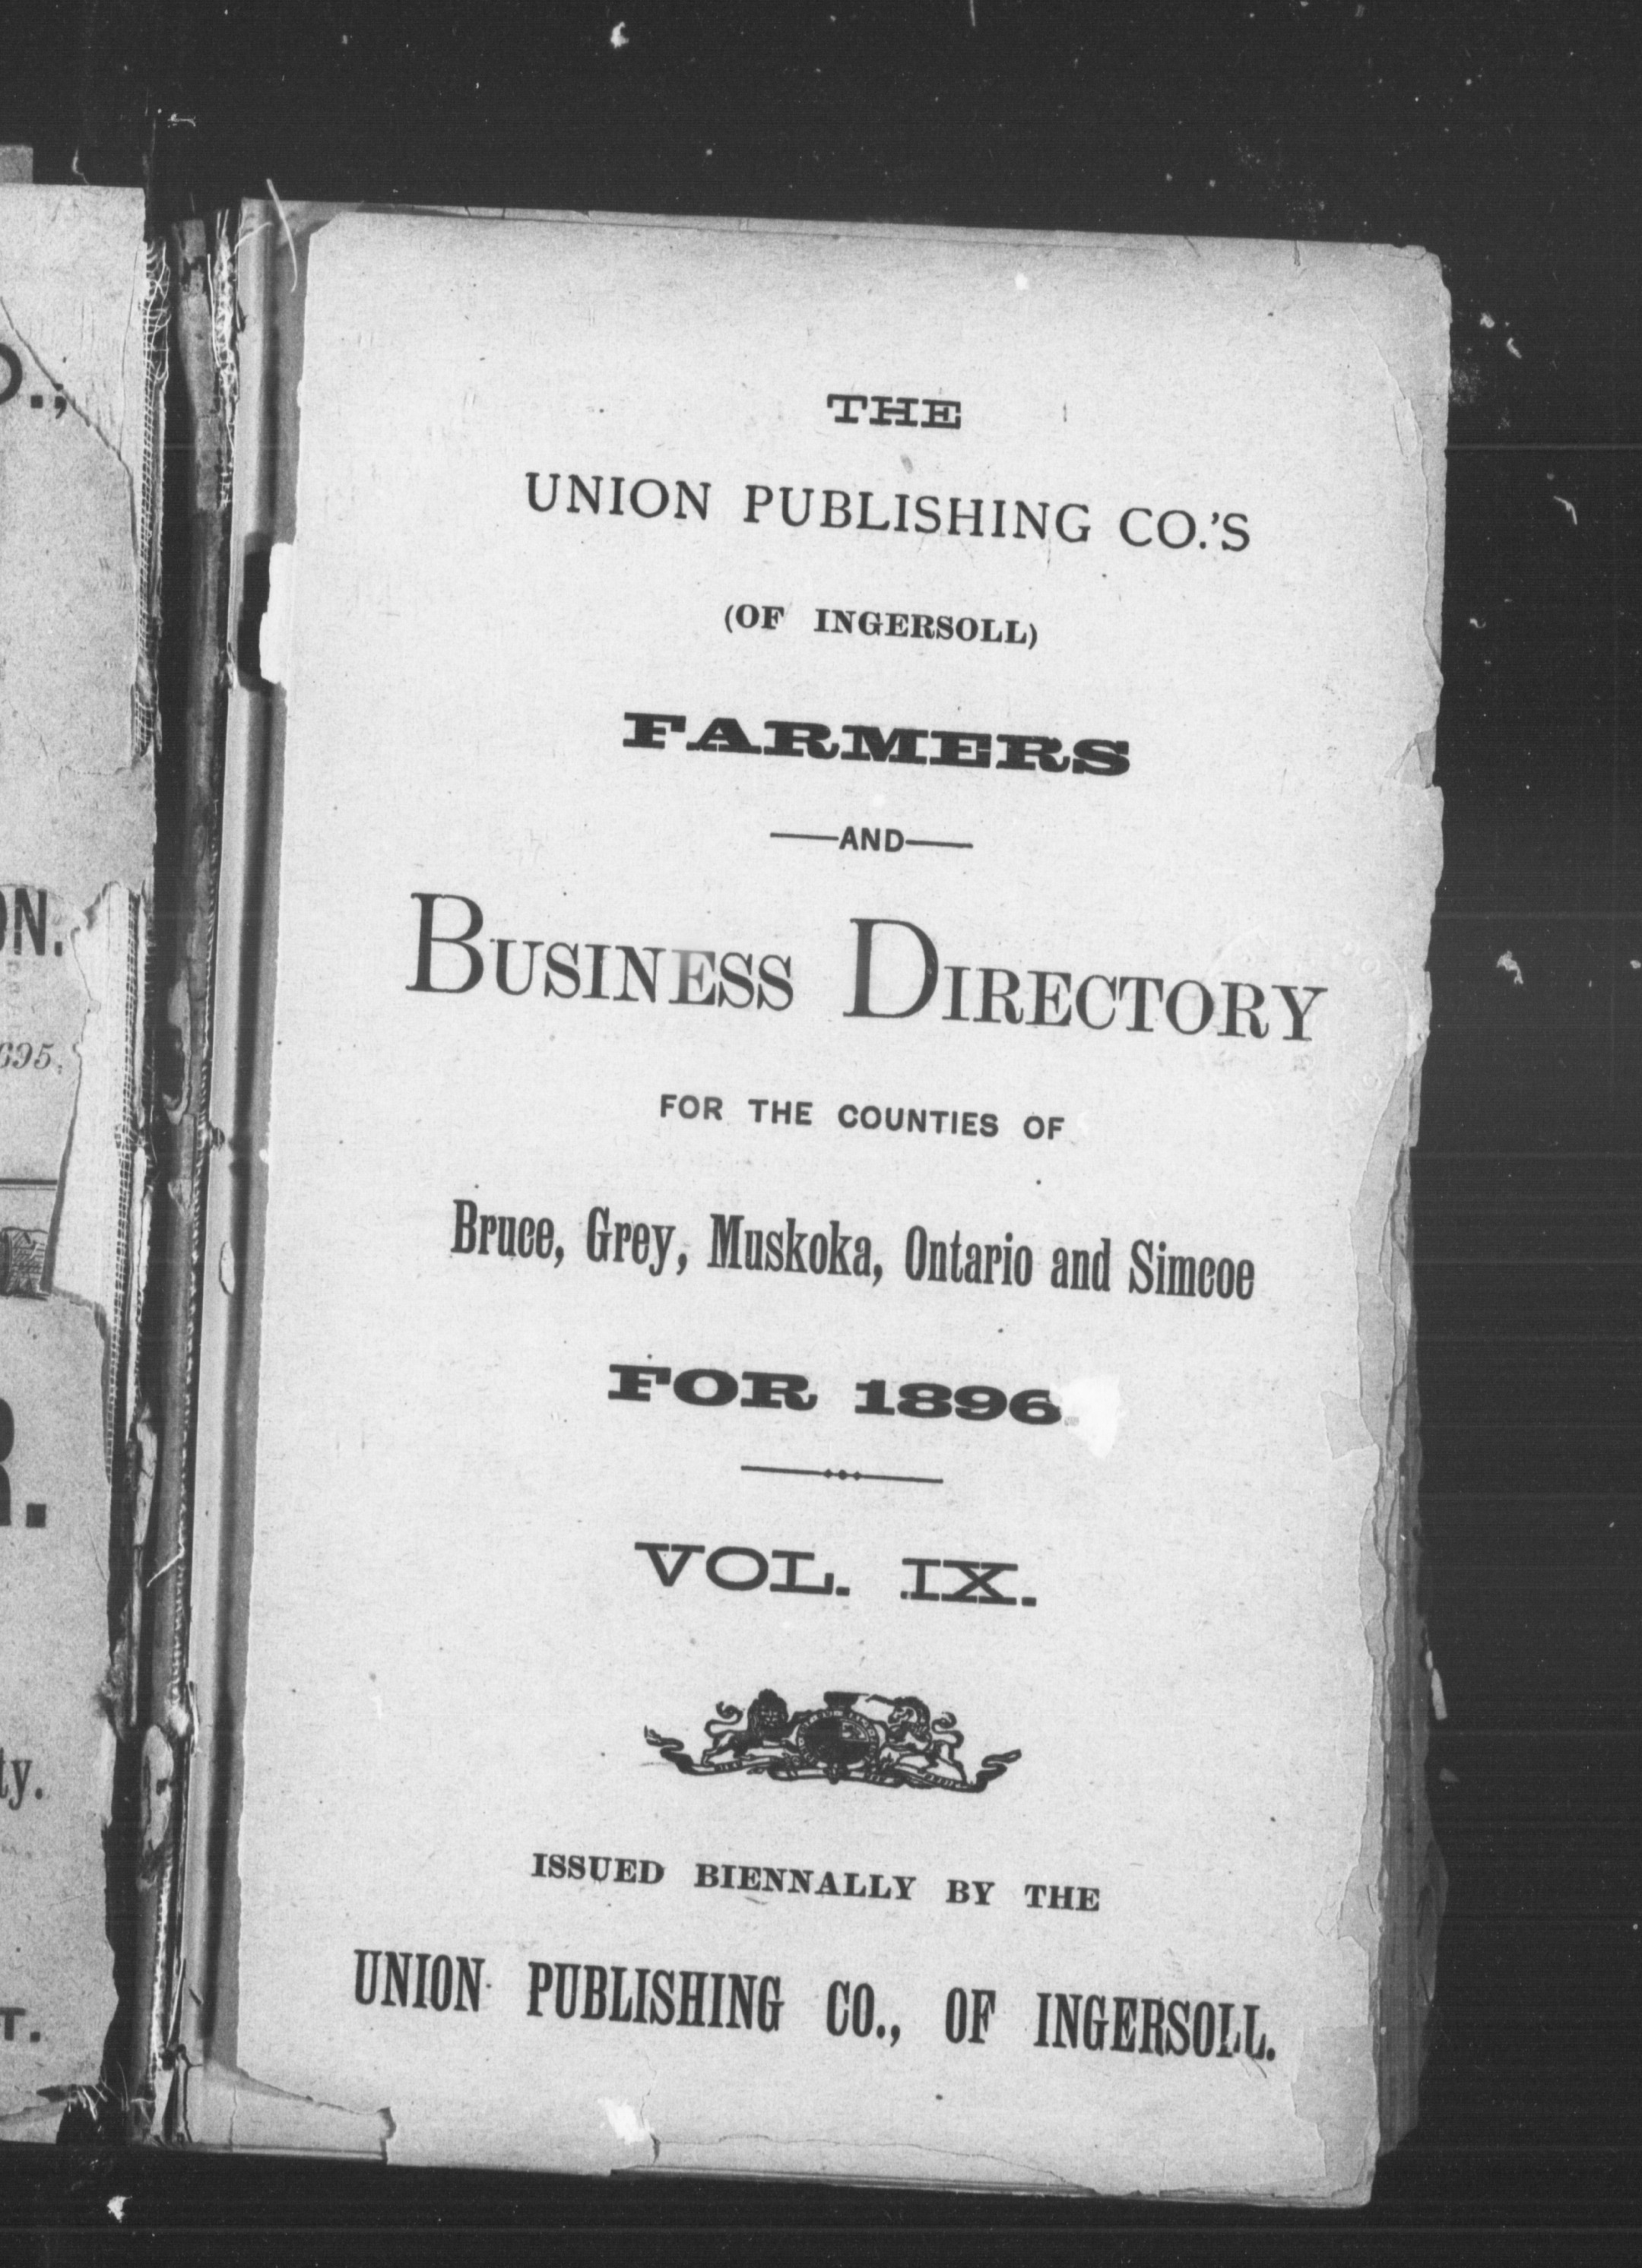 THE
UNION PUBLISHING CO.'S
(OF INGERSOLL)
FARMERS
—AND—
BUSINESS DIRECTORY
FOR THE COUNTIES OF
Bruce, Grey, Muskoka, Ontario and Simcoe
FOR 1896.
VOL. IX.
ISSUED BIENNALLY BY THE
UNION PUBLISHING CO., OF INGERSOLL.